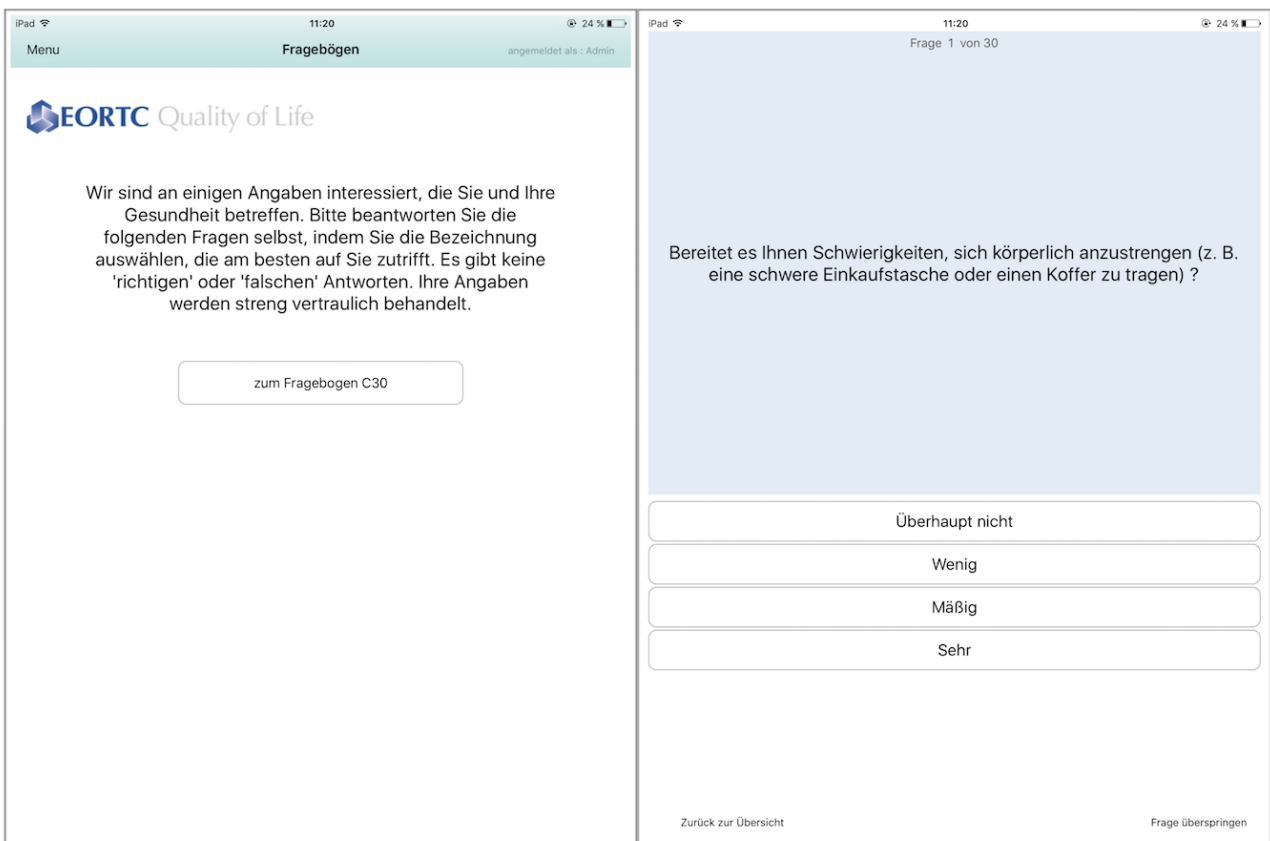 iPad 11:20 24 %
Menu Fragebögen angemeldet als : Admin
EORTC Quality of Life
Wir sind an einigen Angaben interessiert, die Sie und Ihre
Gesundheit betreffen. Bitte beantworten Sie die
folgenden Fragen selbst, indem Sie die Bezeichnung
auswählen, die am besten auf Sie zutrifft. Es gibt keine
'richtigen' oder 'falschen' Antworten. Ihre Angaben
werden streng vertraulich behandelt.
zum Fragebogen C30
iPad 11:20 24 %
Frage 1 von 30
Bereitet es Ihnen Schwierigkeiten, sich körperlich anzustrengen (z. B.
eine schwere Einkaufstasche oder einen Koffer zu tragen) ?
Überhaupt nicht
Wenig
Mäßig
Sehr
Zurück zur Übersicht Frage überspringen